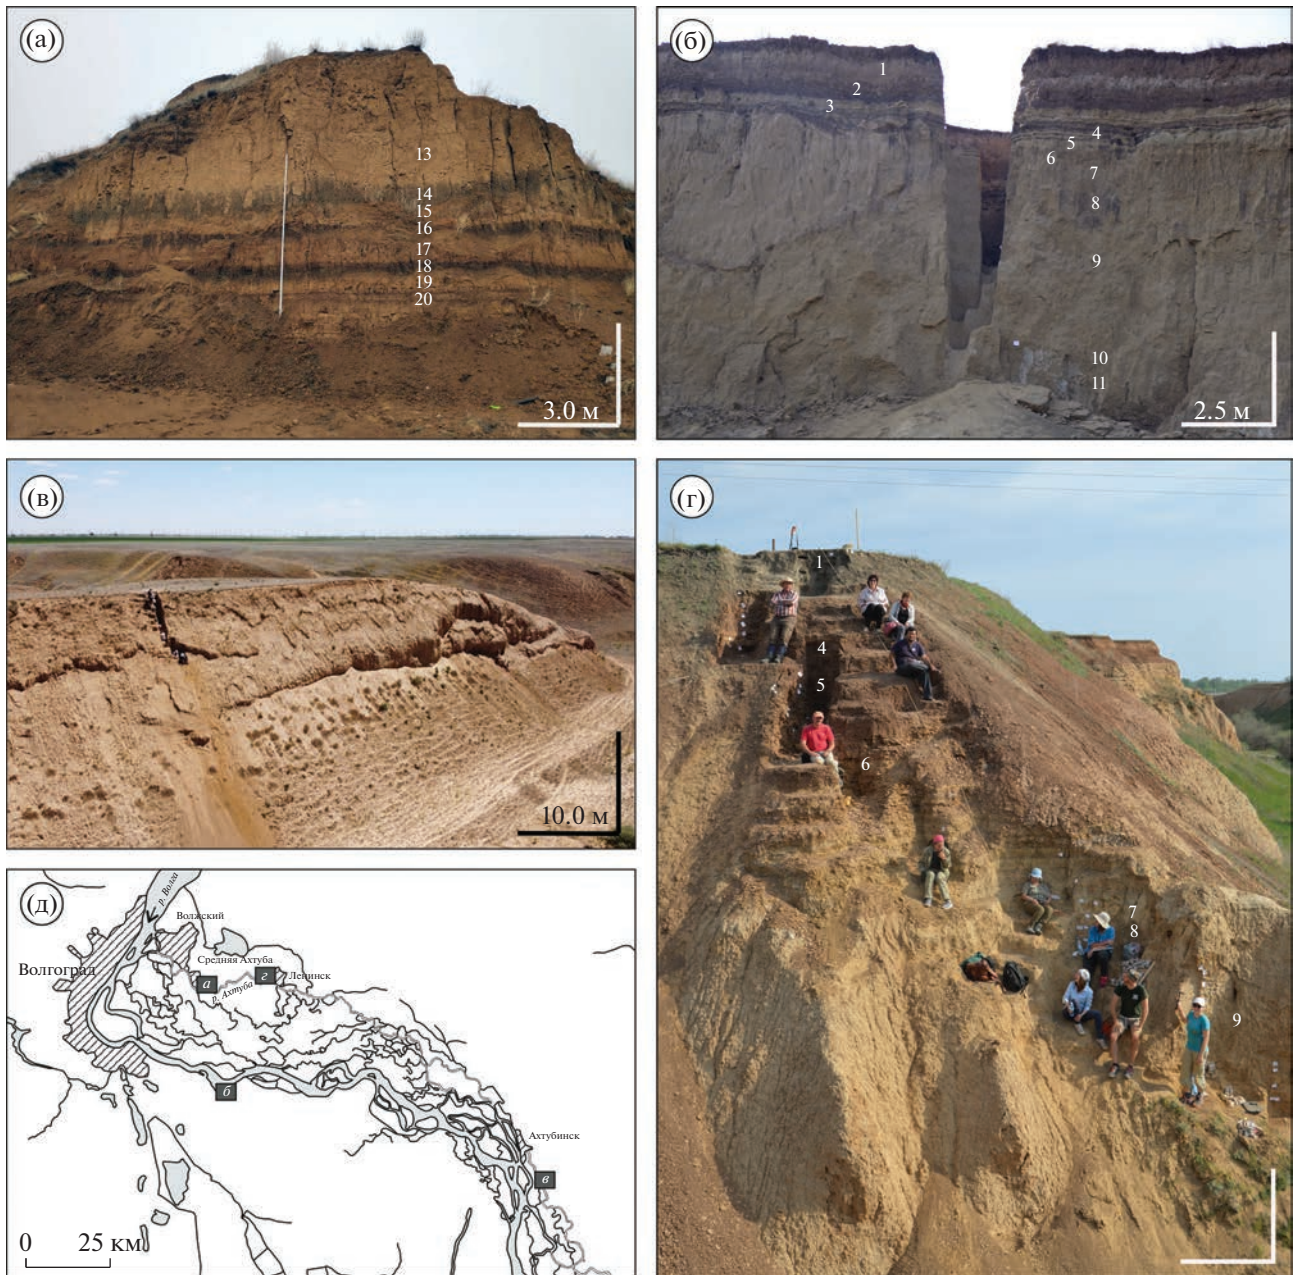 (а)
13
14
15
16
17
18
19
20
3.0 м
(б)
1
2
3
4
5
6
7
8
9
10
11
2.5 м
(в)
10.0 м
(г)
1
4
5
6
7
8
9
(д)
р. Волга
Волжский
Волгоград
Средняя Ахтуба
а
г
Ленинск
р. Ахтуба
б
Ахтубинск
в
0 25 км